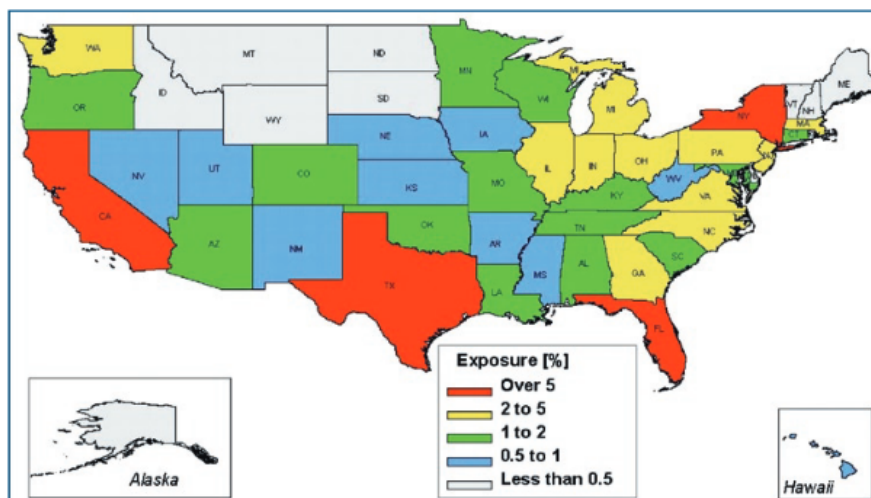 WA
MT
ND
MN
ME
VT
NH
OR
ID
SD
WI
MI
MI
NY
MA
CT
WY
NE
IA
PA
NV
UT
CO
KS
IL
IN
OH
WV
VA
MO
KY
CA
NC
TN
AZ
NM
OK
AR
SC
MS
AL
GA
TX
LA
FL
Exposure [%]
Over 5
2 to 5
1 to 2
0.5 to 1
Less than 0.5
Alaska
Hawaii